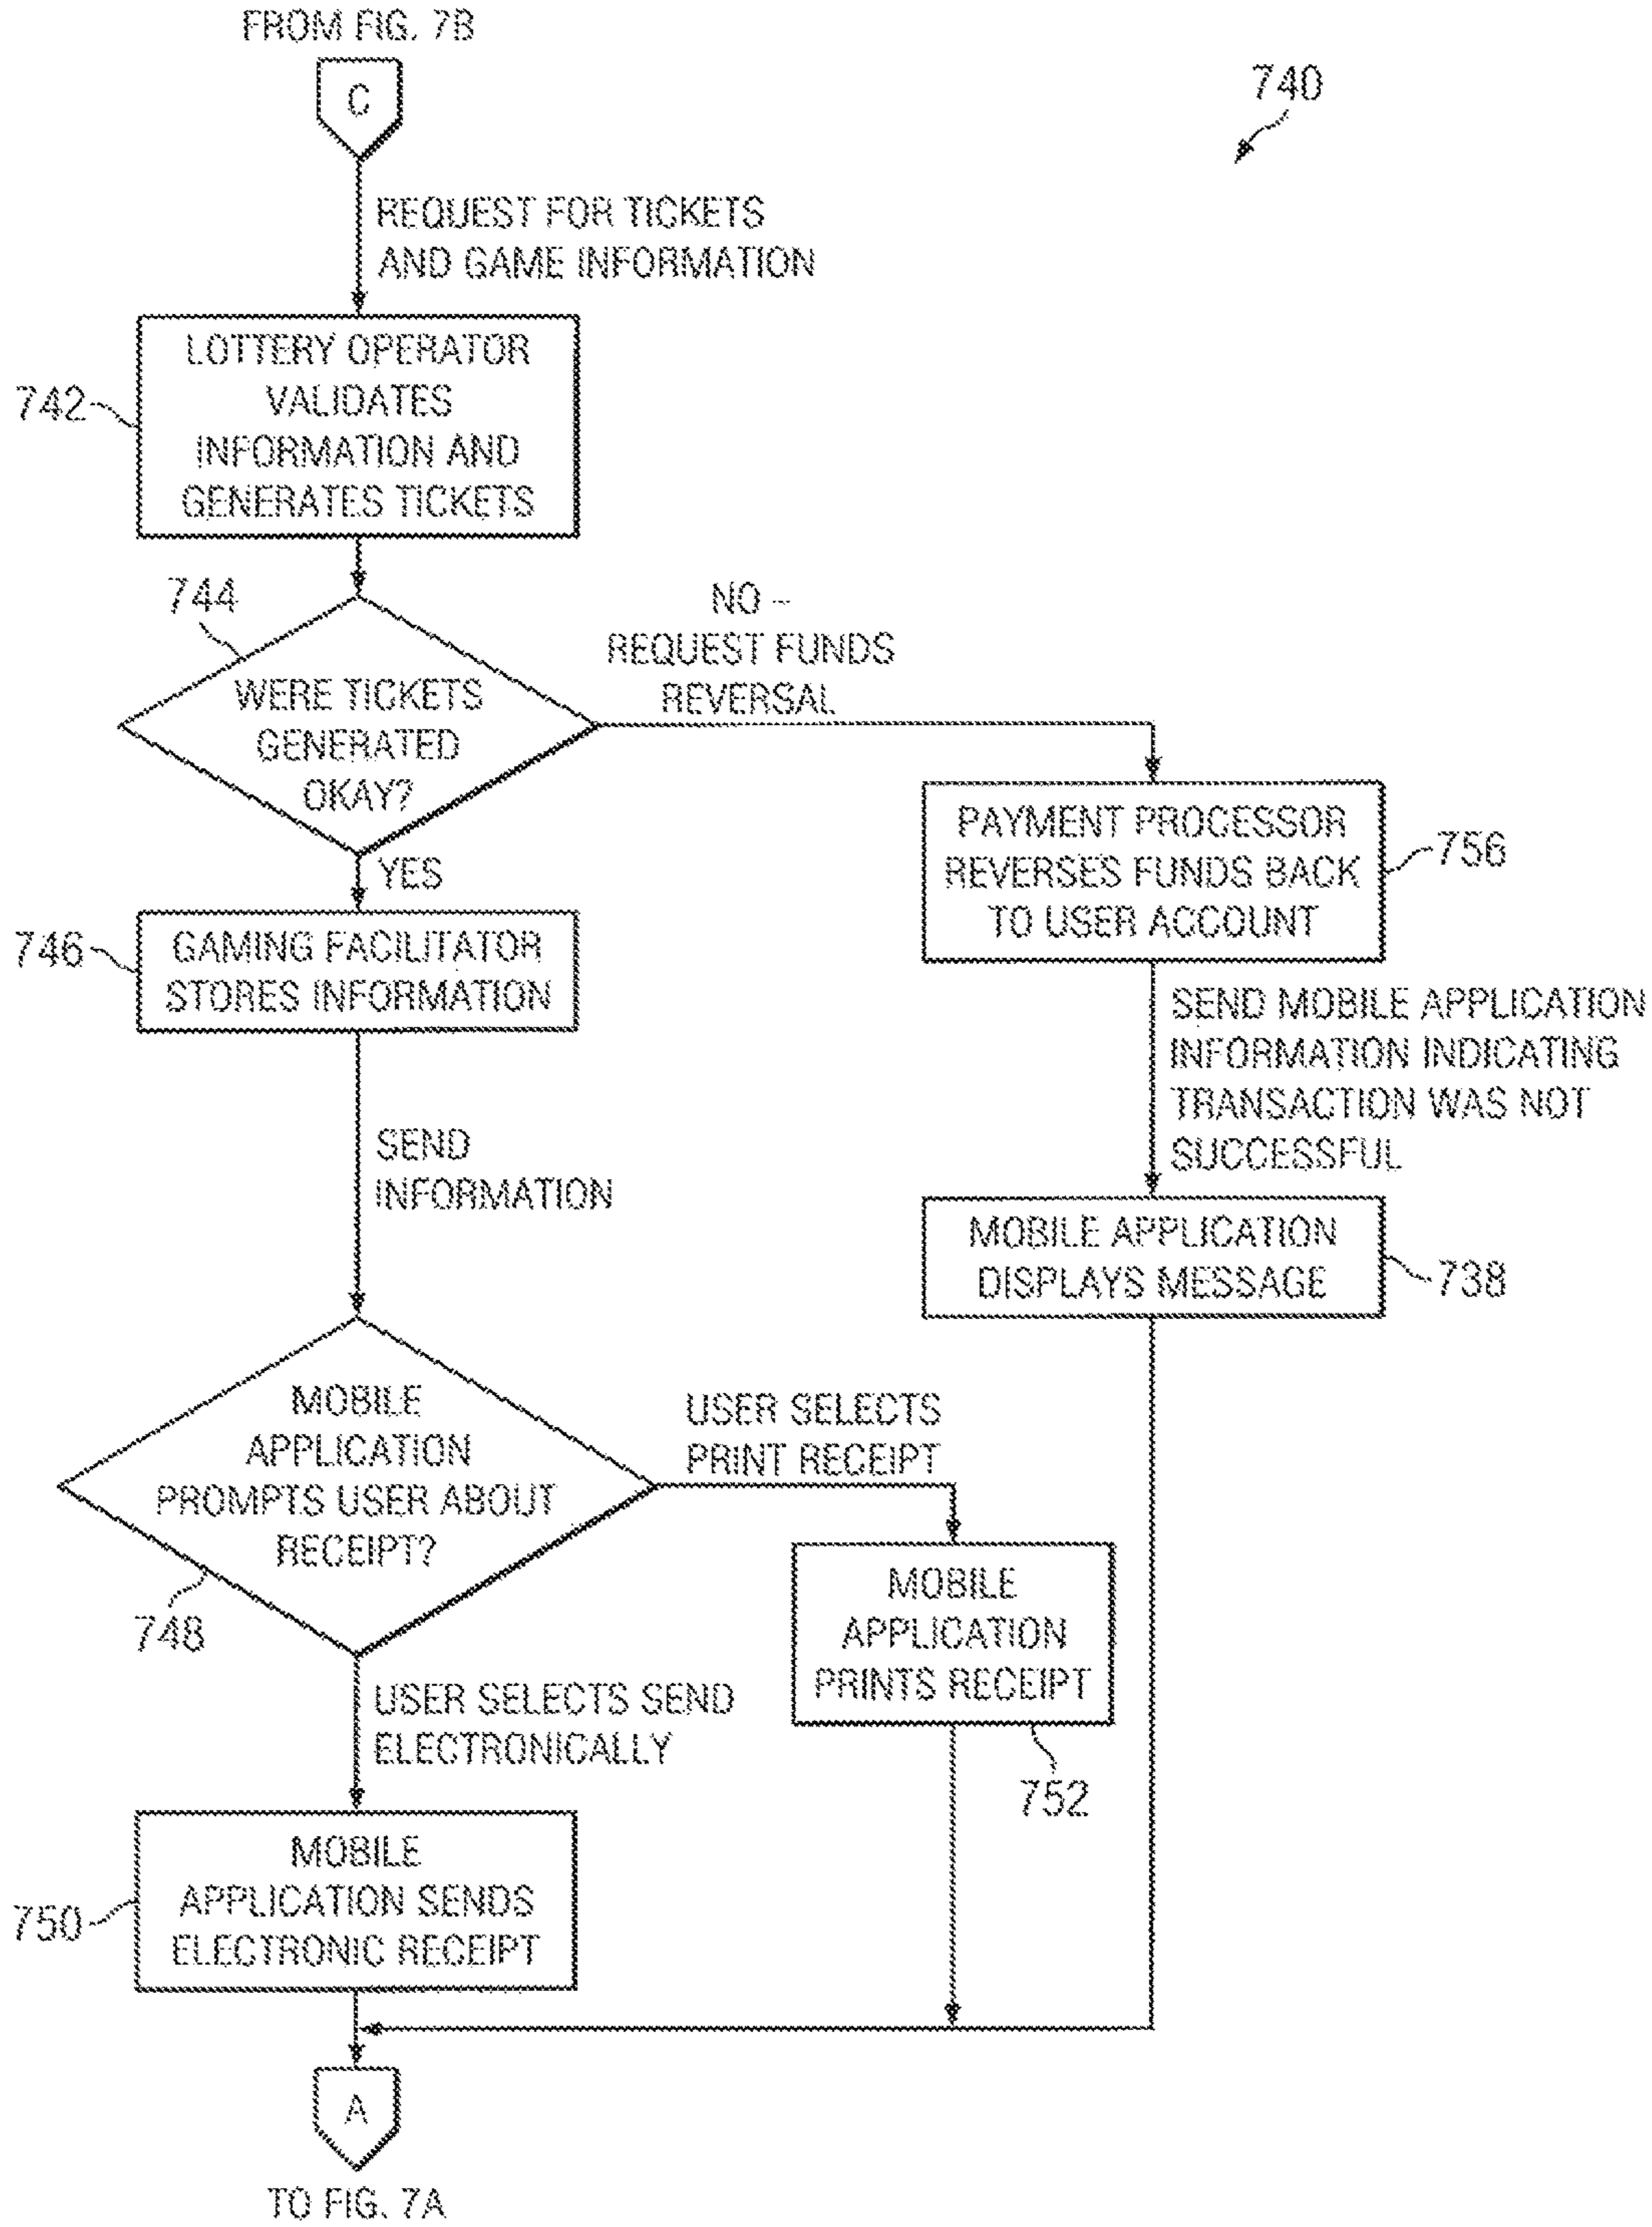 FROM FIG. 7B
C
740
REQUEST FOR TICKETS
AND GAME INFORMATION
742
LOTTERY OPERATOR
VALIDATES
INFORMATION AND
GENERATES TICKETS
744
WERE TICKETS
GENERATED
OKAY?
NO –
REQUEST FUNDS
REVERSAL
YES
756
PAYMENT PROCESSOR
REVERSES FUNDS BACK
TO USER ACCOUNT
746
GAMING FACILITATOR
STORES INFORMATION
SEND MOBILE APPLICATION
INFORMATION INDICATING
TRANSACTION WAS NOT
SUCCESSFUL
SEND
INFORMATION
MOBILE APPLICATION
DISPLAYS MESSAGE
738
MOBILE
APPLICATION
PROMPTS USER ABOUT
RECEIPT?
748
USER SELECTS
PRINT RECEIPT
MOBILE
APPLICATION
PRINTS RECEIPT
752
USER SELECTS SEND
ELECTRONICALLY
750
MOBILE
APPLICATION SENDS
ELECTRONIC RECEIPT
A
TO FIG. 7A